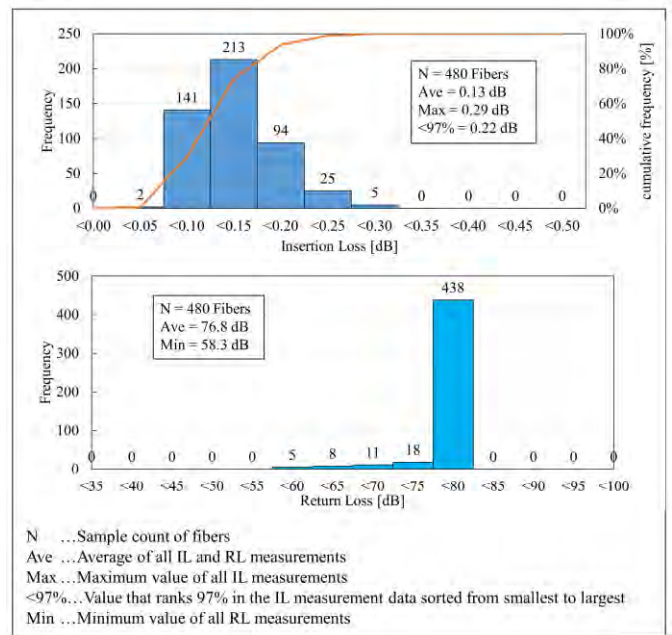 250 213 100%
200 80%
150 141 60%
100 94 40%
50 25 20%
0 0 2 5 0 0 0 0 0%
Frequency
cumulative frequency [%]
N = 480 Fibers
Ave = 0.13 dB
Max = 0.29 dB
<97% = 0.22 dB
<0.00 <0.05 <0.10 <0.15 <0.20 <0.25 <0.30 <0.35 <0.40 <0.45 <0.50
Insertion Loss [dB]
500 438
400
300
200
100
0 0 0 0 0 0 5 8 11 18 0 0 0 0
Frequency
N = 480 Fibers
Ave = 76.8 dB
Min = 58.3 dB
<35 <40 <45 <50 <55 <60 <65 <70 <75 <80 <85 <90 <95 <100
Return Loss [dB]
N …Sample count of fibers
Ave …Average of all IL and RL measurements
Max …Maximum value of all IL measurements
<97%…Value that ranks 97% in the IL measurement data sorted from smallest to largest
Min …Minimum value of all RL measurements